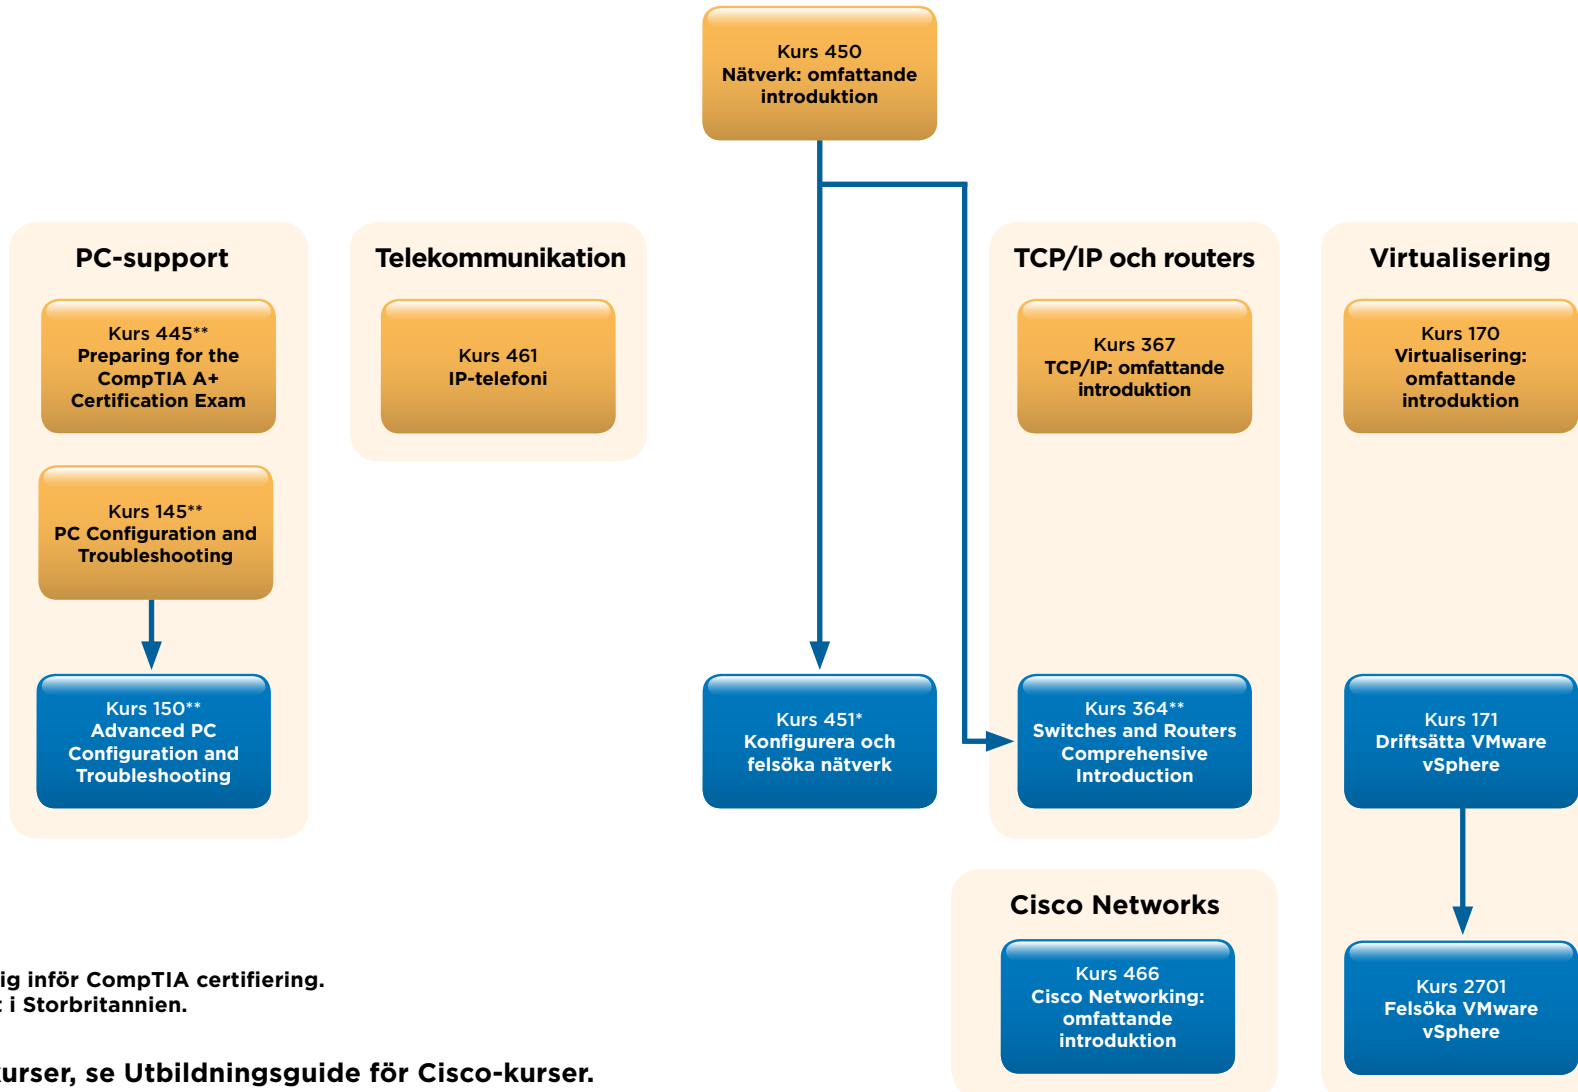 Kurs 450
Nätverk: omfattande
introduktion
PC-support
Kurs 445**
Preparing for the
CompTIA A+
Certification Exam
Kurs 145**
PC Configuration and
Troubleshooting
Kurs 150**
Advanced PC
Configuration and
Troubleshooting
Telekommunikation
Kurs 461
IP-telefoni
Kurs 451*
Konfigurera och
felsöka nätverk
TCP/IP och routers
Kurs 367
TCP/IP: omfattande
introduktion
Kurs 364**
Switches and Routers
Comprehensive
Introduction
Cisco Networks
Kurs 466
Cisco Networking:
omfattande
introduktion
Virtualisering
Kurs 170
Virtualisering:
omfattande
introduktion
Kurs 171
Driftsätta VMware
vSphere
Kurs 2701
Felsöka VMware
vSphere
ig inför CompTIA certifiering.
i Storbritannien.
kurser, se Utbildningsguide för Cisco-kurser.